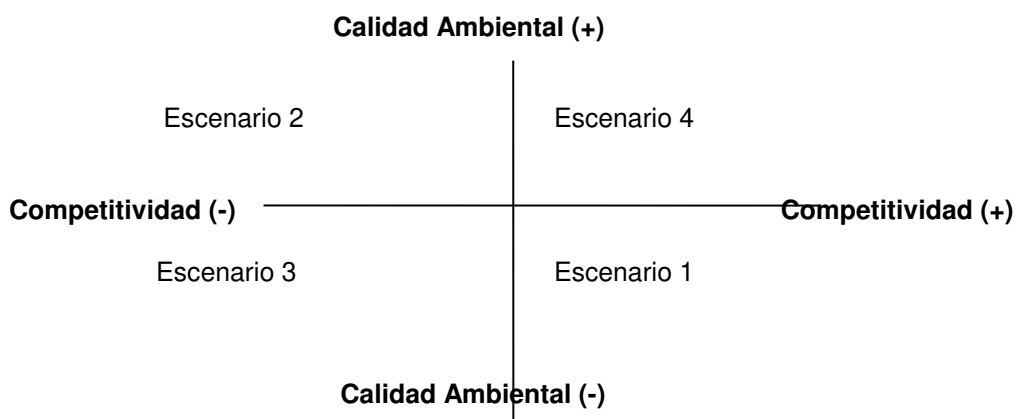 Calidad Ambiental (+)
Escenario 2
Escenario 4
Competitividad (-)
Competitividad (+)
Escenario 3
Escenario 1
Calidad Ambiental (-)